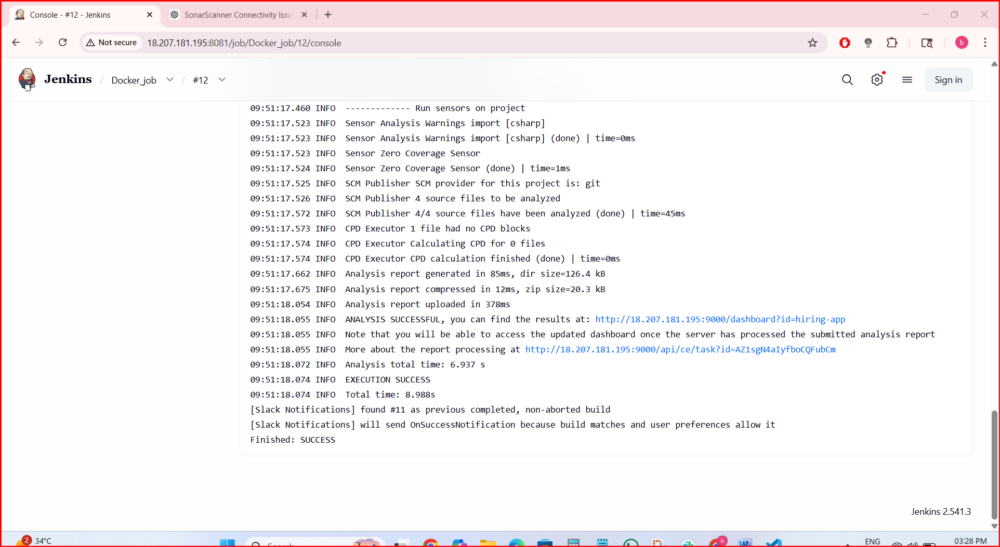 Console - #12 - Jenkins
SonarScanner Connectivity Issu
Not secure
18.207.181.195:8081/job/Docker_job/12/console
b
Jenkins / Docker_job / #12
Sign in
09:51:17.460 INFO  ------------- Run sensors on project
09:51:17.523 INFO  Sensor Analysis Warnings import [csharp]
09:51:17.523 INFO  Sensor Analysis Warnings import [csharp] (done) | time=0ms
09:51:17.523 INFO  Sensor Zero Coverage Sensor
09:51:17.524 INFO  Sensor Zero Coverage Sensor (done) | time=1ms
09:51:17.525 INFO  SCM Publisher SCM provider for this project is: git
09:51:17.526 INFO  SCM Publisher 4 source files to be analyzed
09:51:17.572 INFO  SCM Publisher 4/4 source files have been analyzed (done) | time=45ms
09:51:17.573 INFO  CPD Executor 1 file had no CPD blocks
09:51:17.574 INFO  CPD Executor Calculating CPD for 0 files
09:51:17.574 INFO  CPD Executor CPD calculation finished (done) | time=0ms
09:51:17.662 INFO  Analysis report generated in 85ms, dir size=126.4 kB
09:51:17.675 INFO  Analysis report compressed in 12ms, zip size=20.3 kB
09:51:18.054 INFO  Analysis report uploaded in 378ms
09:51:18.055 INFO  ANALYSIS SUCCESSFUL, you can find the results at: http://18.207.181.195:9000/dashboard?id=hiring-app
09:51:18.055 INFO  Note that you will be able to access the updated dashboard once the server has processed the submitted analysis report
09:51:18.055 INFO  More about the report processing at http://18.207.181.195:9000/api/ce/task?id=AZ1sgN4aIyfboCQFubCm
09:51:18.072 INFO  Analysis total time: 6.937 s
09:51:18.074 INFO  EXECUTION SUCCESS
09:51:18.074 INFO  Total time: 8.988s
[Slack Notifications] found #11 as previous completed, non-aborted build
[Slack Notifications] will send OnSuccessNotification because build matches and user preferences allow it
Finished: SUCCESS
Jenkins 2.541.3
2
34°C
Search
b
ENG
03:28 PM